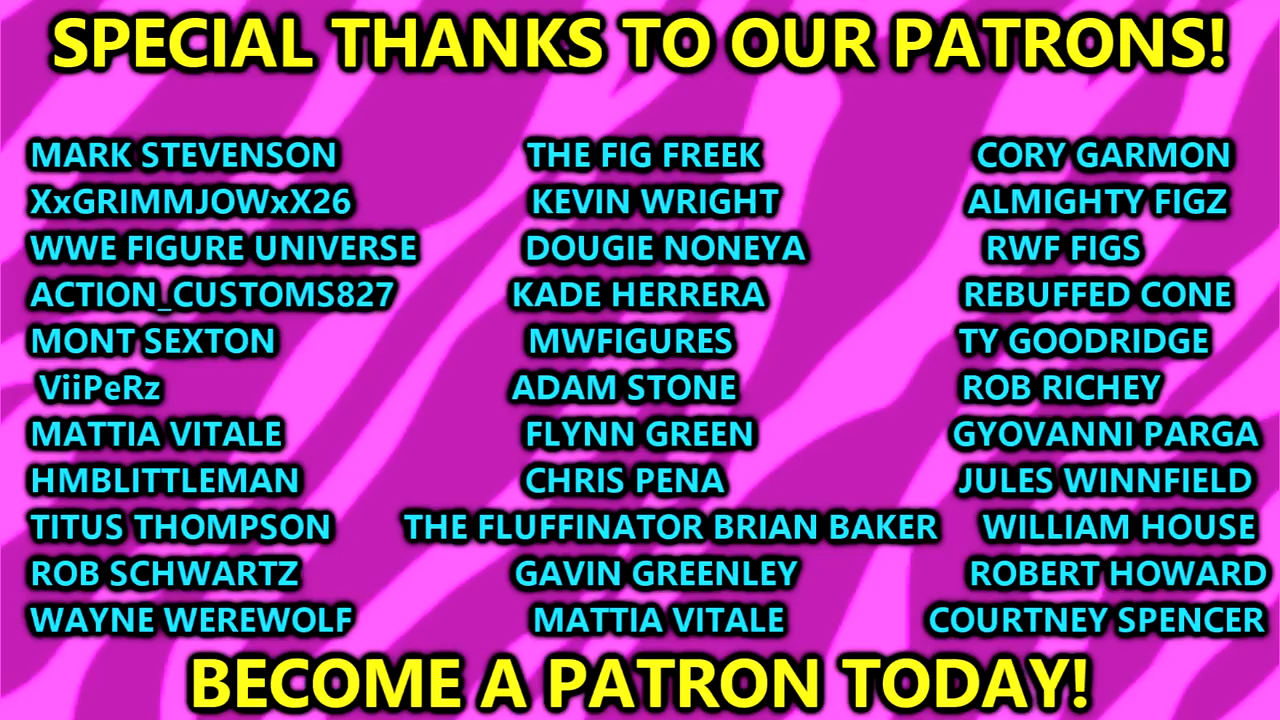 SPECIAL THANKS TO OUR PATRONS!
MARK STEVENSON THE FIG FREEK CORY GARMON
XxGRIMMJOWxX26 KEVIN WRIGHT ALMIGHTY FIGZ
WWE FIGURE UNIVERSE DOUGIE NONEYA RWF FIGS
ACTION_CUSTOMS827 KADE HERRERA REBUFFED CONE
MONT SEXTON MWFIGURES TY GOODRIDGE
ViiPeRz ADAM STONE ROB RICHEY
MATTIA VITALE FLYNN GREEN GYOVANNI PARGA
HMBLITTLEMAN CHRIS PENA JULES WINNFIELD
TITUS THOMPSON THE FLUFFINATOR BRIAN BAKER WILLIAM HOUSE
ROB SCHWARTZ GAVIN GREENLEY ROBERT HOWARD
WAYNE WEREWOLF MATTIA VITALE COURTNEY SPENCER
BECOME A PATRON TODAY!